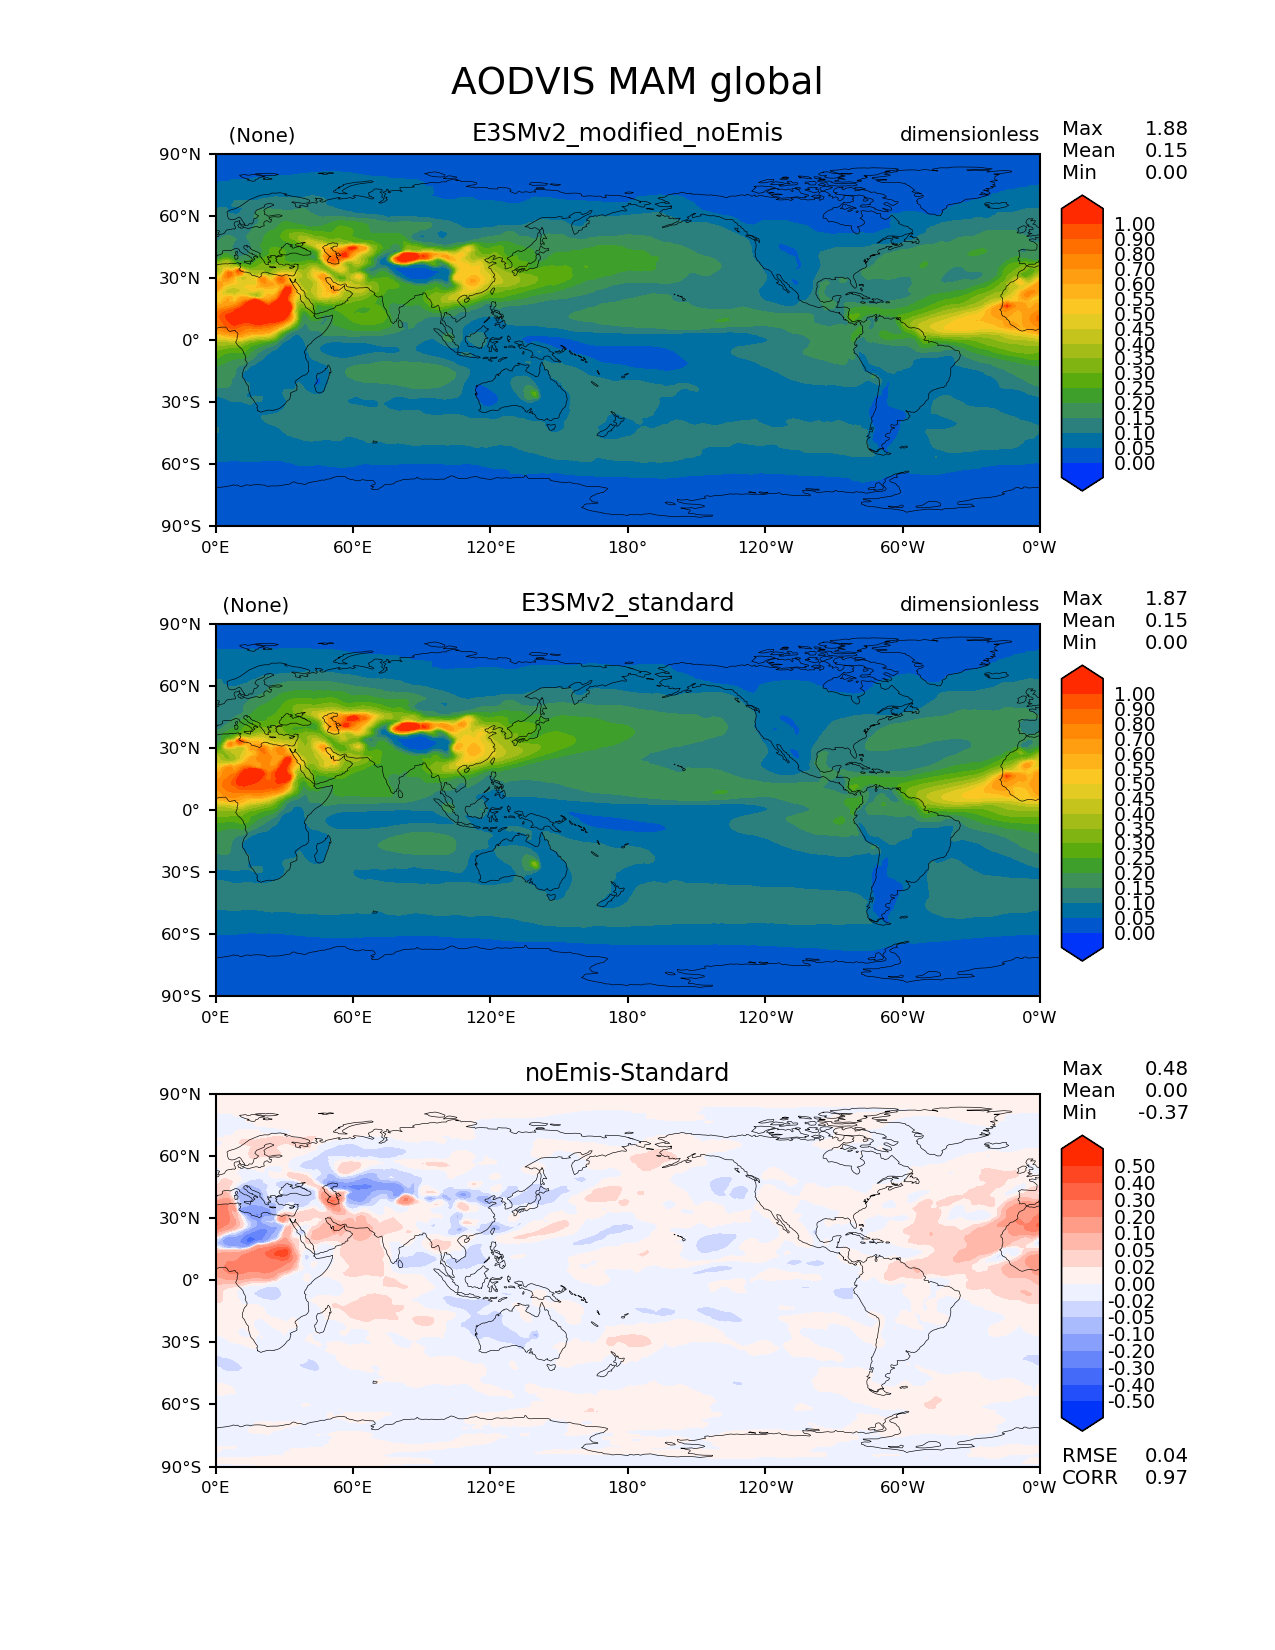 AODVIS MAM global
(None) E3SMv2_modified_noEmis dimensionless
Max 1.88
Mean 0.15
Min 0.00
90°N
60°N
30°N
0°
30°S
60°S
90°S
0°E 60°E 120°E 180° 120°W 60°W 0°W
1.00
0.90
0.80
0.70
0.60
0.55
0.50
0.45
0.40
0.35
0.30
0.25
0.20
0.15
0.10
0.05
0.00
(None) E3SMv2_standard dimensionless
Max 1.87
Mean 0.15
Min 0.00
90°N
60°N
30°N
0°
30°S
60°S
90°S
0°E 60°E 120°E 180° 120°W 60°W 0°W
1.00
0.90
0.80
0.70
0.60
0.55
0.50
0.45
0.40
0.35
0.30
0.25
0.20
0.15
0.10
0.05
0.00
noEmis-Standard
Max 0.48
Mean 0.00
Min -0.37
90°N
60°N
30°N
0°
30°S
60°S
90°S
0°E 60°E 120°E 180° 120°W 60°W 0°W
0.50
0.40
0.30
0.20
0.10
0.05
0.02
0.00
-0.02
-0.05
-0.10
-0.20
-0.30
-0.40
-0.50
RMSE 0.04
CORR 0.97